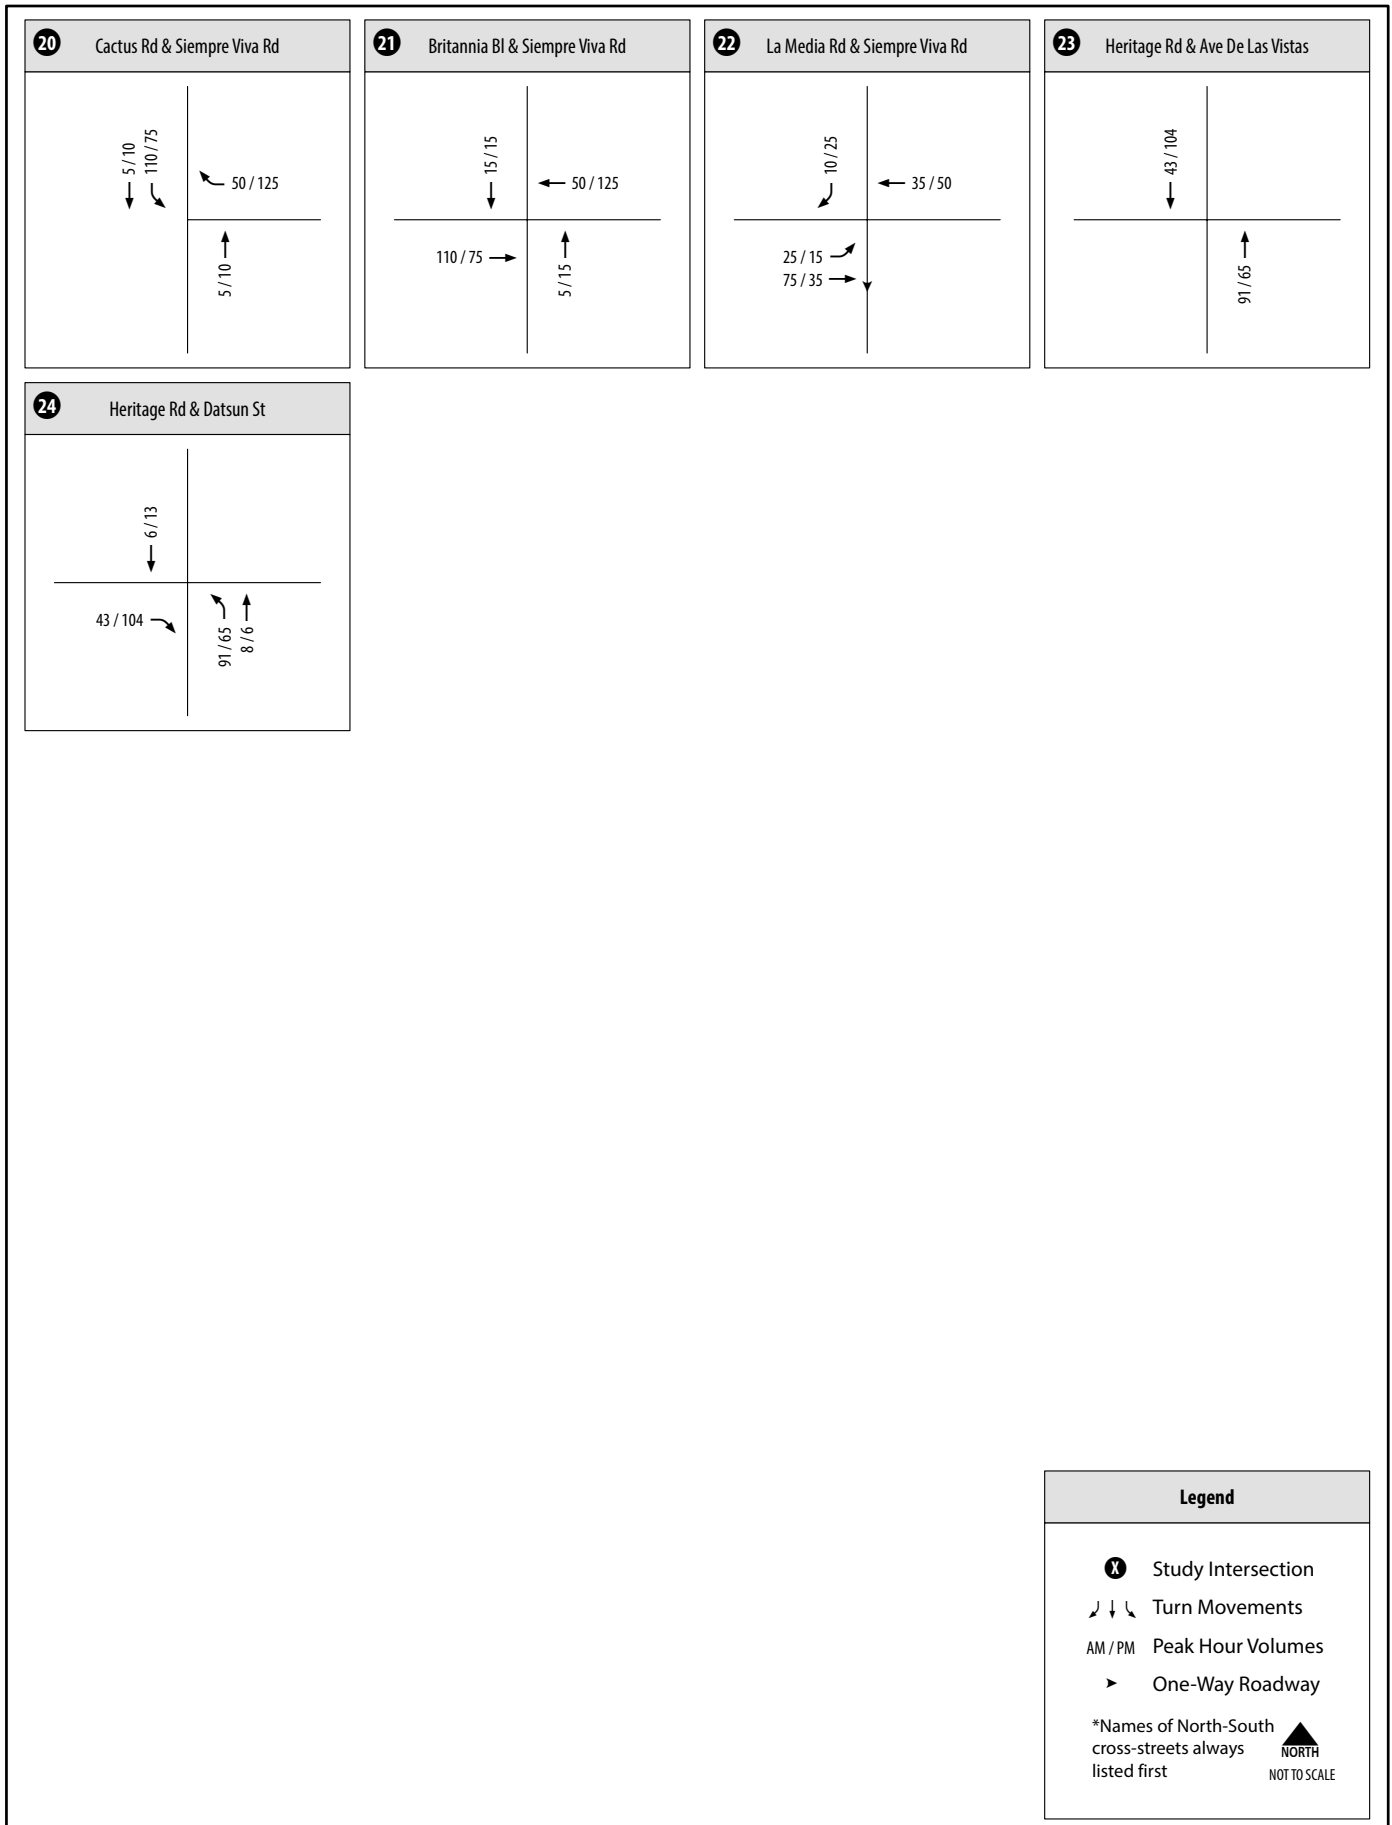 20 Cactus Rd & Siempre Viva Rd
5 / 10
110 / 75
50 / 125
5 / 10
21 Britannia Bl & Siempre Viva Rd
15 / 15
50 / 125
110 / 75
5 / 15
22 La Media Rd & Siempre Viva Rd
10 / 25
35 / 50
25 / 15
75 / 35
23 Heritage Rd & Ave De Las Vistas
43 / 104
91 / 65
24 Heritage Rd & Datsun St
6 / 13
43 / 104
91 / 65
8 / 6
Legend
X Study Intersection
Turn Movements
AM / PM Peak Hour Volumes
One-Way Roadway
*Names of North-South
cross-streets always
listed first
NORTH
NOT TO SCALE